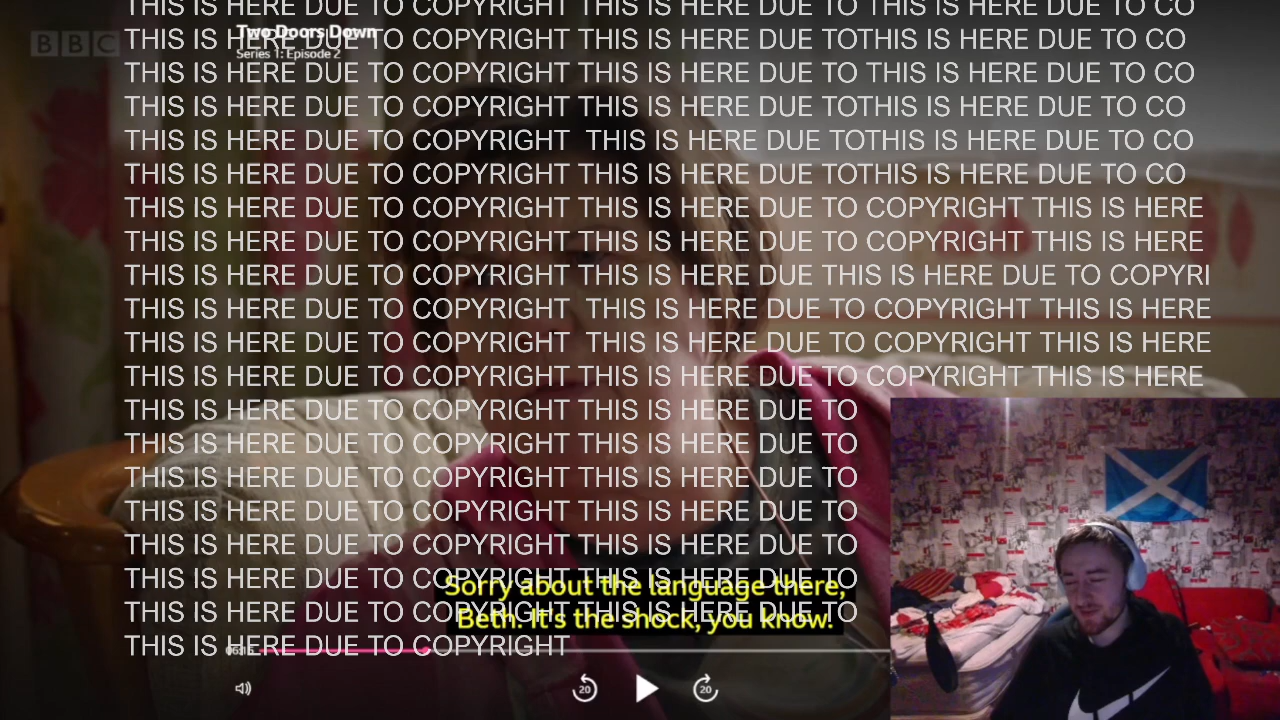 THIS IS HERE DUE TO COPYRIGHT THIS IS HERE DUE TO THIS IS HERE DUE TO CO
BBC
Two Doors Down
THIS IS HERE DUE TO COPYRIGHT THIS IS HERE DUE TOTHIS IS HERE DUE TO CO
Series 1: Episode 2
THIS IS HERE DUE TO COPYRIGHT THIS IS HERE DUE TO THIS IS HERE DUE TO CO
THIS IS HERE DUE TO COPYRIGHT THIS IS HERE DUE TOTHIS IS HERE DUE TO CO
THIS IS HERE DUE TO COPYRIGHT THIS IS HERE DUE TOTHIS IS HERE DUE TO CO
THIS IS HERE DUE TO COPYRIGHT THIS IS HERE DUE TOTHIS IS HERE DUE TO CO
THIS IS HERE DUE TO COPYRIGHT THIS IS HERE DUE TO COPYRIGHT THIS IS HERE
THIS IS HERE DUE TO COPYRIGHT THIS IS HERE DUE TO COPYRIGHT THIS IS HERE
THIS IS HERE DUE TO COPYRIGHT THIS IS HERE DUE THIS IS HERE DUE TO COPYRI
THIS IS HERE DUE TO COPYRIGHT THIS IS HERE DUE TO COPYRIGHT THIS IS HERE
THIS IS HERE DUE TO COPYRIGHT THIS IS HERE DUE TO COPYRIGHT THIS IS HERE
THIS IS HERE DUE TO COPYRIGHT THIS IS HERE DUE TO COPYRIGHT THIS IS HERE
THIS IS HERE DUE TO COPYRIGHT THIS IS HERE DUE TO
THIS IS HERE DUE TO COPYRIGHT THIS IS HERE DUE TO
THIS IS HERE DUE TO COPYRIGHT THIS IS HERE DUE TO
THIS IS HERE DUE TO COPYRIGHT THIS IS HERE DUE TO
THIS IS HERE DUE TO COPYRIGHT THIS IS HERE DUE TO
THIS IS HERE DUE TO COPYRIGHT THIS IS HERE DUE TO
Sorry about the language there,
THIS IS HERE DUE TO COPYRIGHT THIS IS HERE DUE TO
Beth. It's the shock, you know.
THIS IS HERE DUE TO COPYRIGHT
20
20